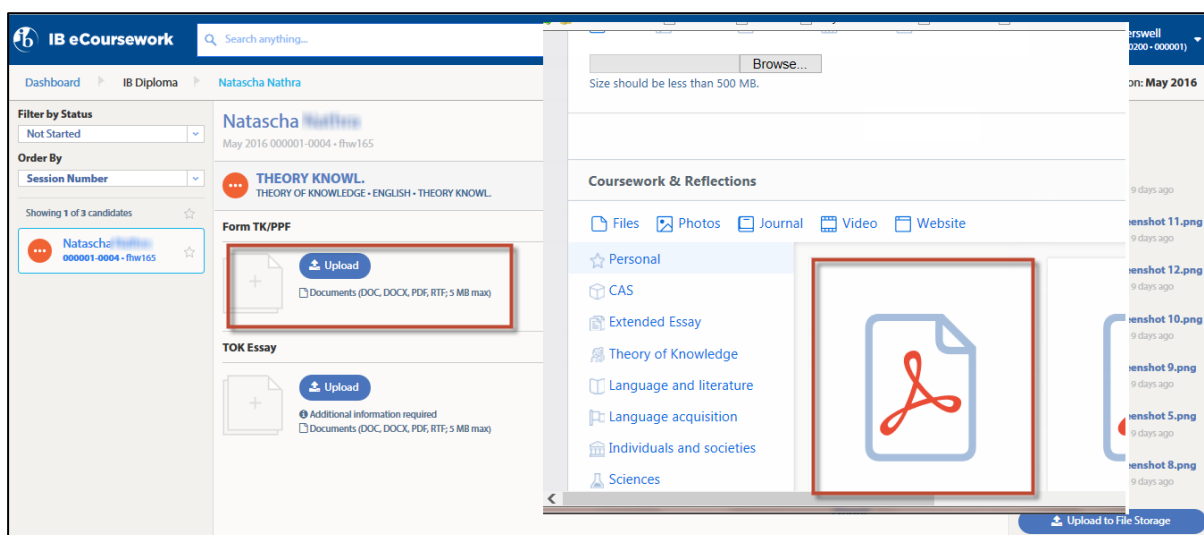 IB eCoursework
Search anything...
erswell
0200 • 000001)
Dashboard
IB Diploma
Natascha Nathra
on: May 2016
Filter by Status
Not Started
Order By
Session Number
Showing 1 of 3 candidates
Natascha
000001-0004 • fhw165
Natascha
May 2016 000001-0004 • fhw165
THEORY KNOWL.
THEORY OF KNOWLEDGE • ENGLISH • THEORY KNOWL.
Form TK/PPF
Upload
Documents (DOC, DOCX, PDF, RTF; 5 MB max)
TOK Essay
Upload
Additional information required
Documents (DOC, DOCX, PDF, RTF; 5 MB max)
Browse...
Size should be less than 500 MB.
Coursework & Reflections
Files
Photos
Journal
Video
Website
Personal
CAS
Extended Essay
Theory of Knowledge
Language and literature
Language acquisition
Individuals and societies
Sciences
9 days ago
enshot 11.png
9 days ago
enshot 12.png
9 days ago
enshot 10.png
9 days ago
enshot 9.png
9 days ago
enshot 5.png
9 days ago
enshot 8.png
9 days ago
Upload to File Storage